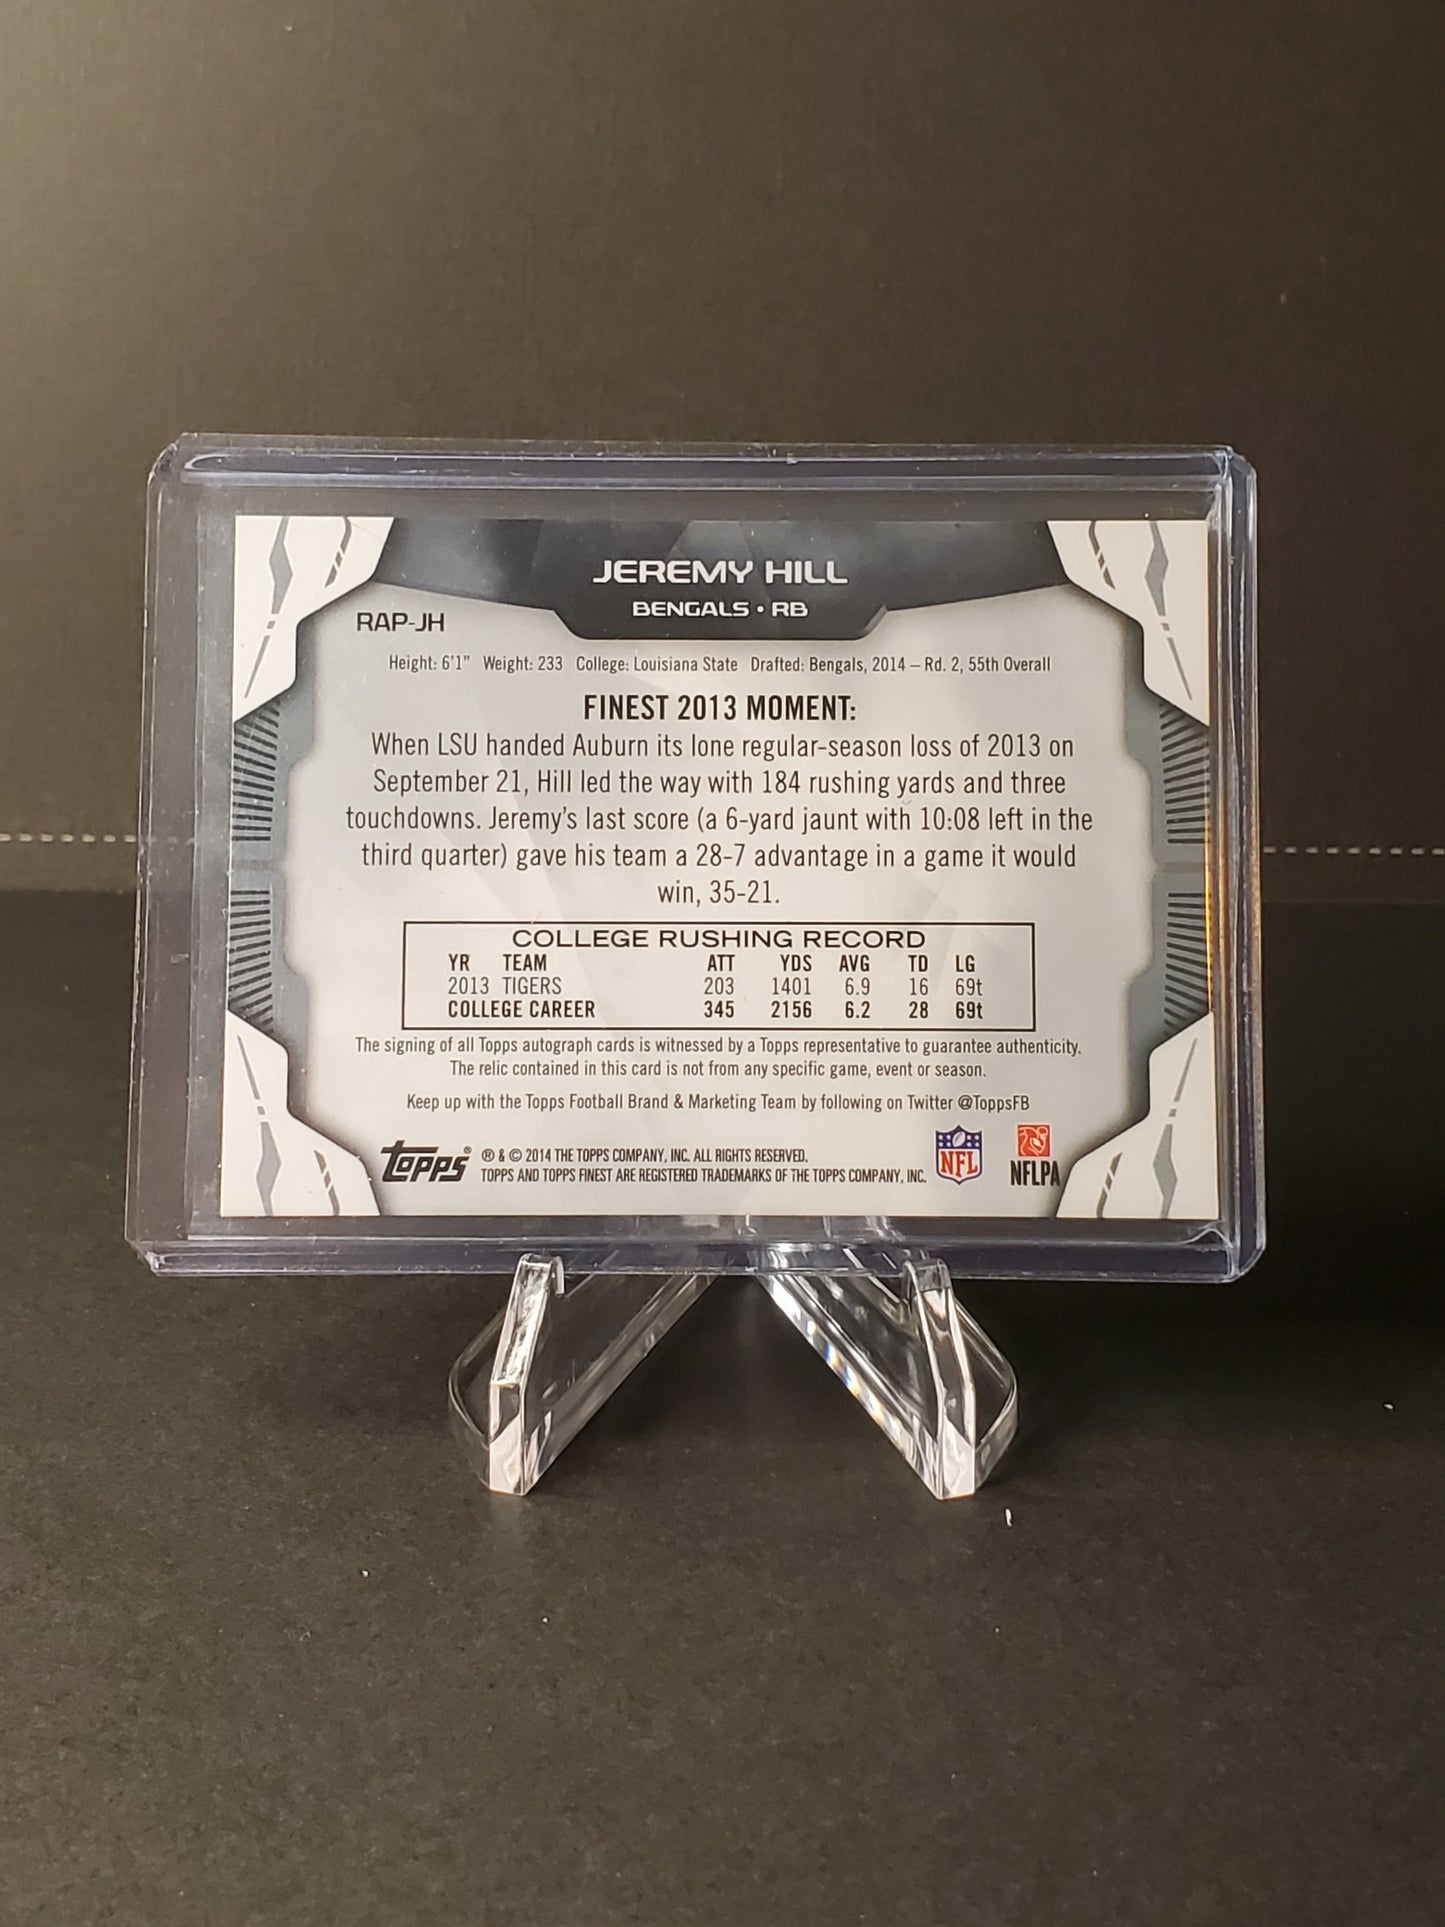 JEREMY HILL
BENGALS • RB
RAP-JH
Height: 6'1" Weight: 233 College: Louisiana State Drafted: Bengals, 2014 – Rd. 2, 55th Overall
FINEST 2013 MOMENT:
When LSU handed Auburn its lone regular-season loss of 2013 on
September 21, Hill led the way with 184 rushing yards and three
touchdowns. Jeremy's last score (a 6-yard jaunt with 10:08 left in the
third quarter) gave his team a 28-7 advantage in a game it would
win, 35-21.
COLLEGE RUSHING RECORD
YR TEAM ATT YDS AVG TD LG
2013 TIGERS 203 1401 6.9 16 69t
COLLEGE CAREER 345 2156 6.2 28 69t
The signing of all Topps autograph cards is witnessed by a Topps representative to guarantee authenticity.
The relic contained in this card is not from any specific game, event or season.
Keep up with the Topps Football Brand & Marketing Team by following on Twitter @ToppsFB
topps®
® & © 2014 THE TOPPS COMPANY, INC. ALL RIGHTS RESERVED.
TOPPS AND TOPPS FINEST ARE REGISTERED TRADEMARKS OF THE TOPPS COMPANY, INC.
NFL
NFLPA